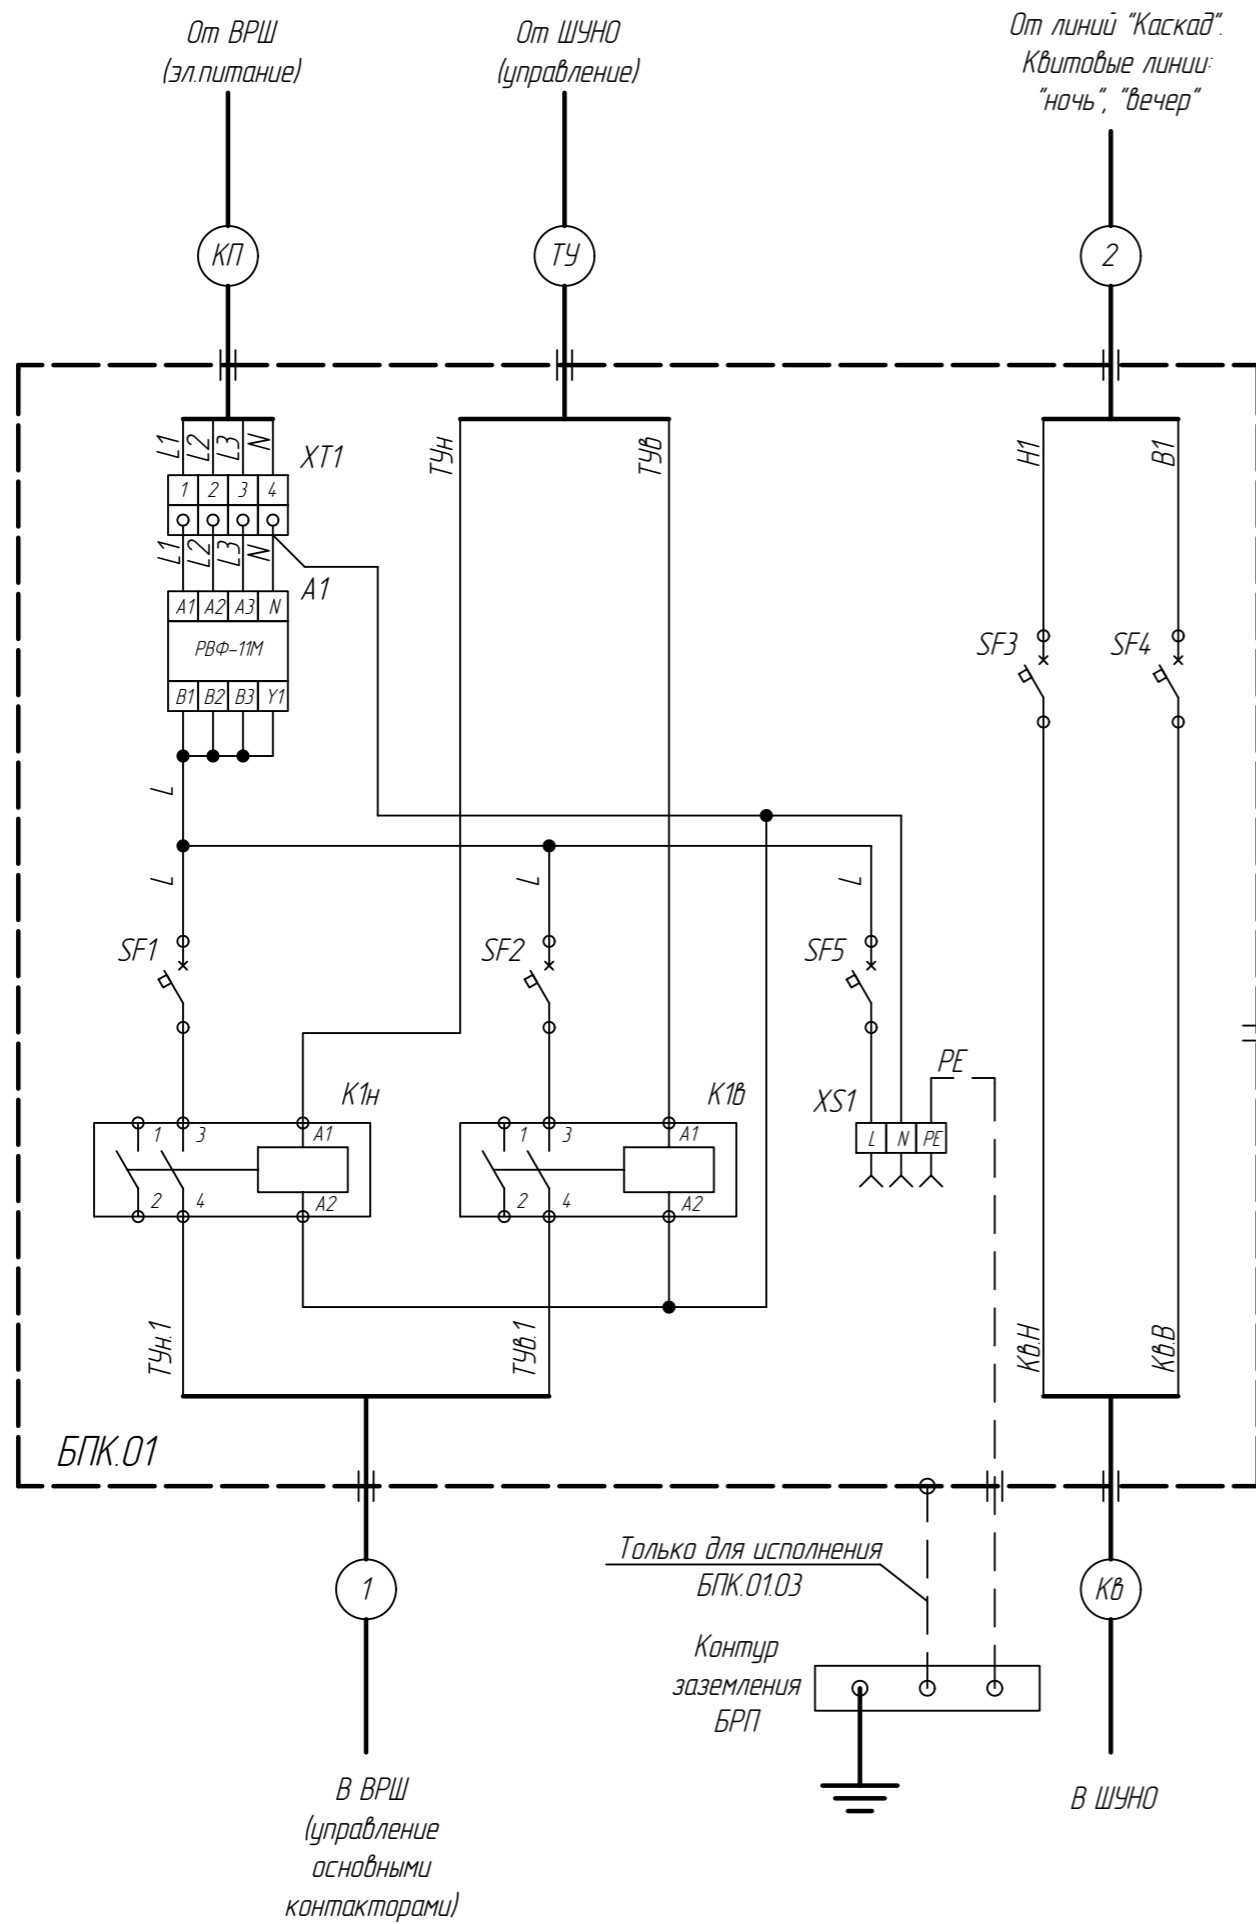 От ВРШ
(эл.питание)
От ШУНО
(управление)
От линий "Каскад".
Квитовые линии:
"ночь", "вечер"
КП
ТУ
2
L1
L2
L3
N
XT1
1
2
3
4
L1
L2
L3
N
A1
A1
A2
A3
N
РВФ-11М
B1
B2
B3
Y1
ТУн
ТУв
Н1
В1
SF3
SF4
L
L
L
L
SF1
SF2
SF5
К1н
К1в
1
3
A1
2
4
A2
1
3
A1
2
4
A2
PE
XS1
L
N
PE
ТУн.1
ТУв.1
Кв.Н
Кв.В
БПК.01
Только для исполнения
БПК.01.03
1
Кв
Контур
заземления
БРП
В ВРШ
(управление
основными
контакторами)
В ШУНО